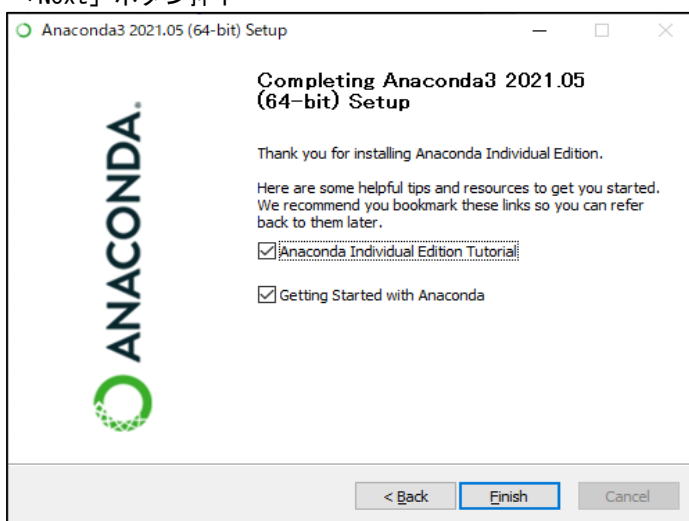 「Next」ボタン押下
Anaconda3 2021.05 (64-bit) Setup
Completing Anaconda3 2021.05
(64-bit) Setup
ANACONDA.
Thank you for installing Anaconda Individual Edition.
Here are some helpful tips and resources to get you started.
We recommend you bookmark these links so you can refer
back to them later.
Anaconda Individual Edition Tutorial
Getting Started with Anaconda
< Back
Finish
Cancel